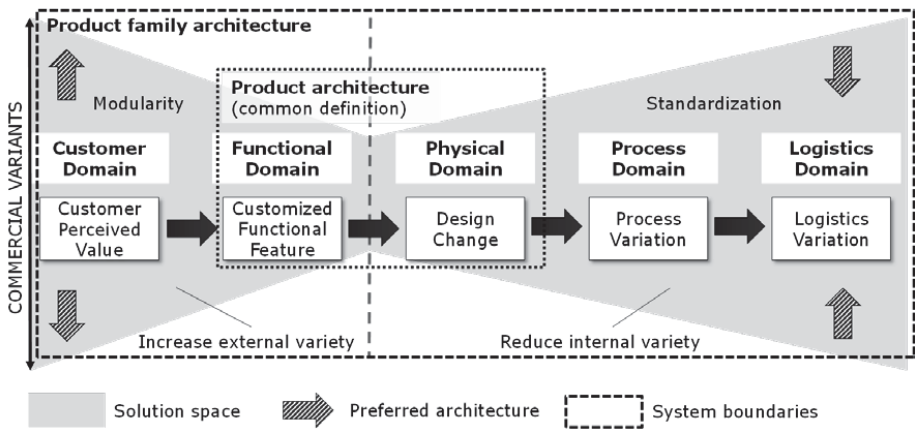 Product family architecture
Product architecture
(common definition)
Modularity
Standardization
COMMERCIAL VARIANTS
Customer
Domain
Functional
Domain
Physical
Domain
Process
Domain
Logistics
Domain
Customer
Perceived
Value
Customized
Functional
Feature
Design
Change
Process
Variation
Logistics
Variation
Increase external variety
Reduce internal variety
Solution space
Preferred architecture
System boundaries